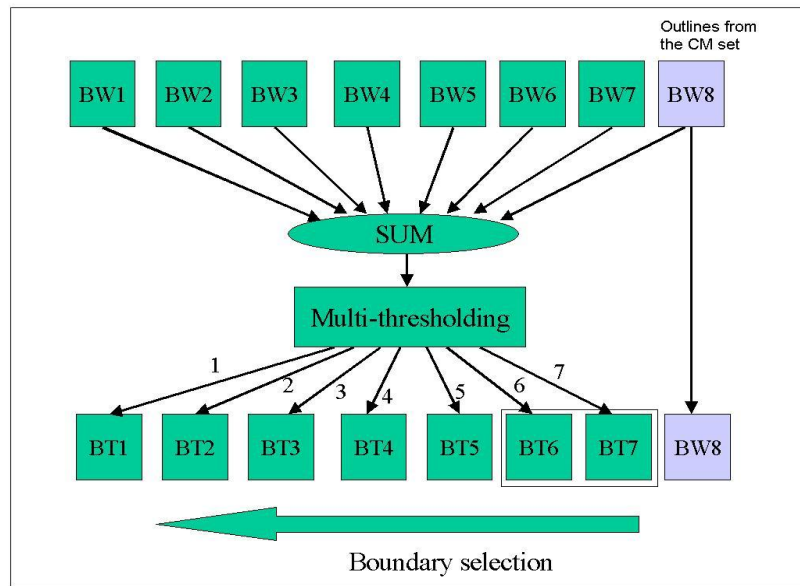 Outlines from
the CM set
BW1 BW2 BW3 BW4 BW5 BW6 BW7 BW8
SUM
Multi-thresholding
1 2 3 4 5 6 7
BT1 BT2 BT3 BT4 BT5 BT6 BT7 BW8
Boundary selection